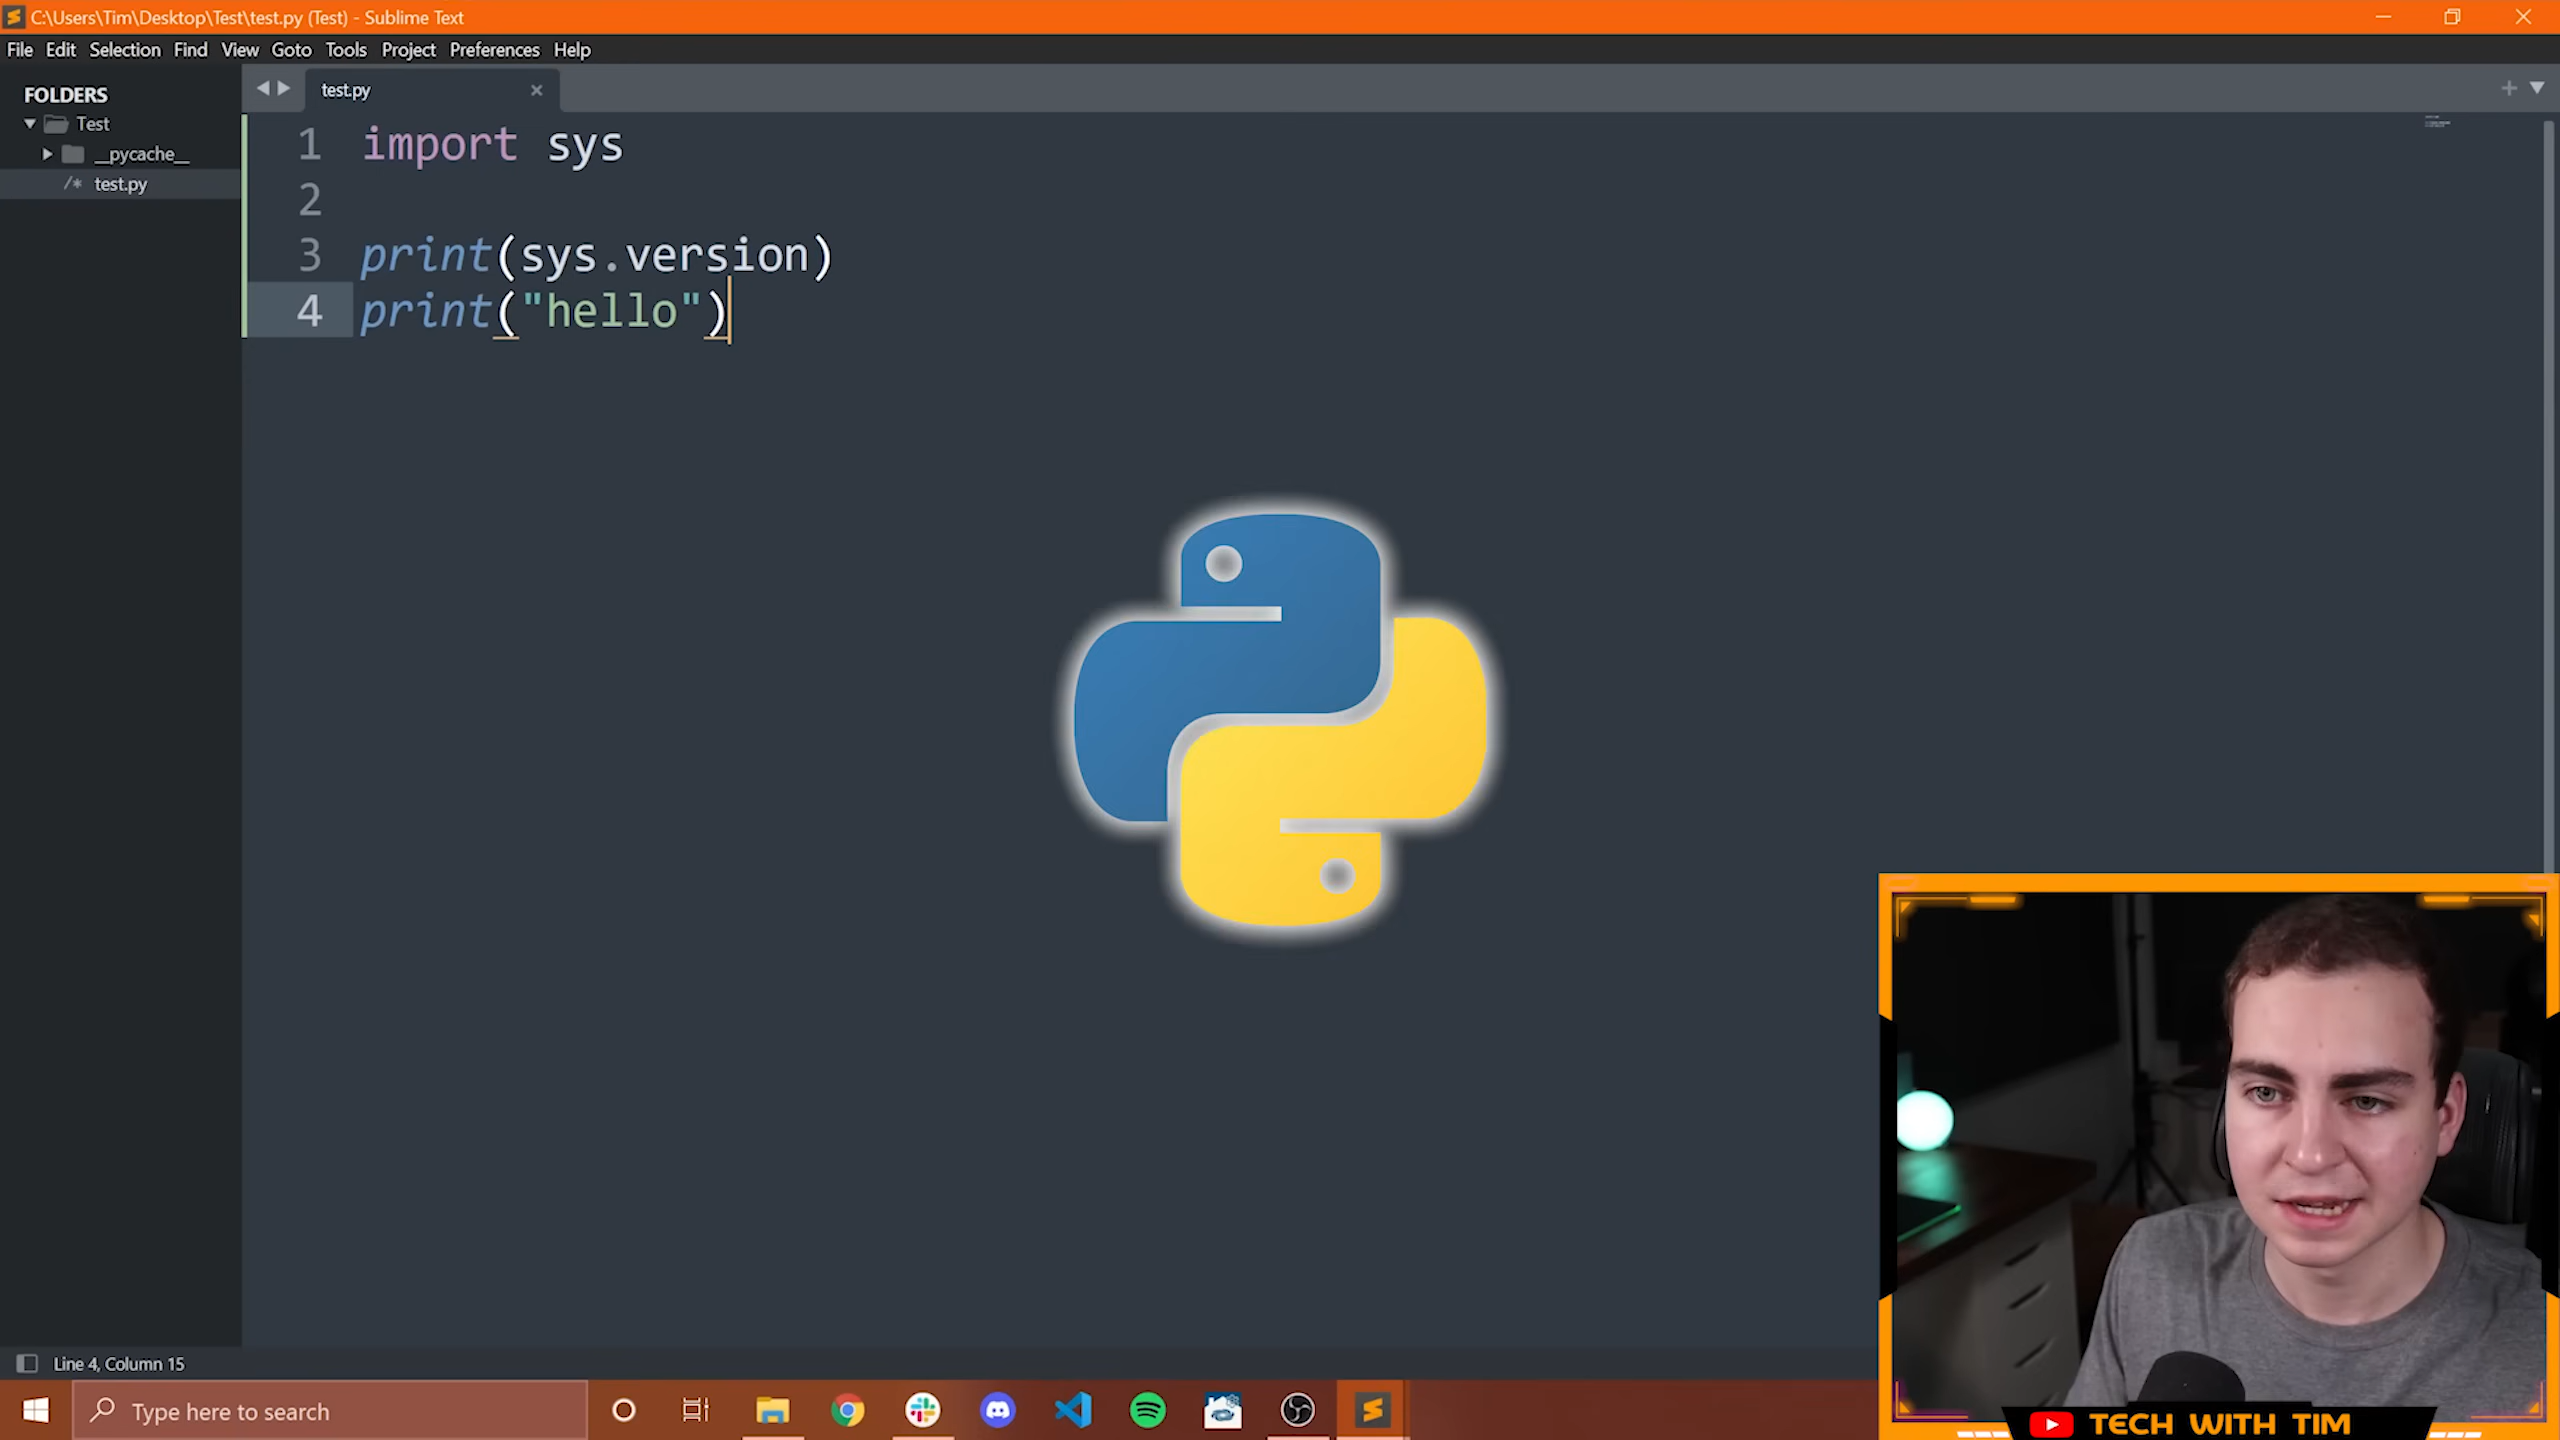 C:\Users\Tim\Desktop\Test\test.py (Test) - Sublime Text
File Edit Selection Find View Goto Tools Project Preferences Help
FOLDERS
Test
__pycache__
/* test.py
test.py
1 import sys
2
3 print(sys.version)
4 print("hello")
Line 4, Column 15
Type here to search
TECH WITH TIM